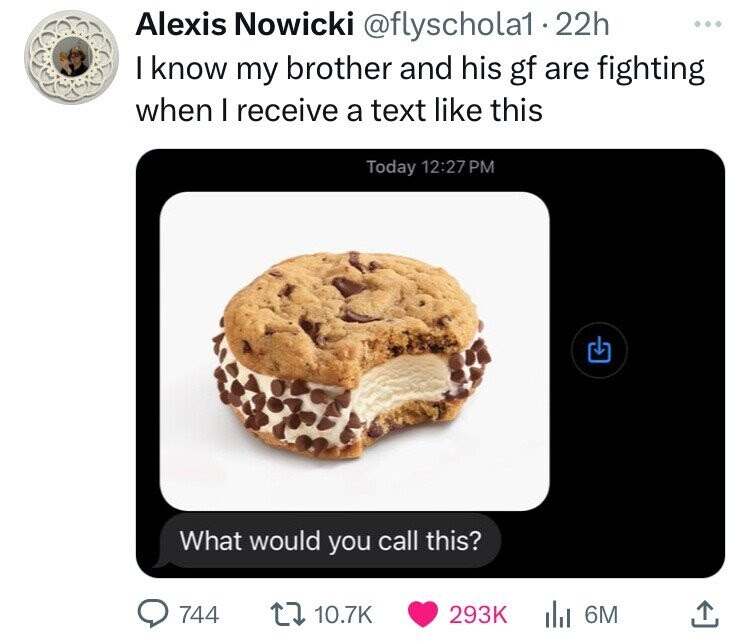 Alexis Nowicki @flyschola1 · 22h
I know my brother and his gf are fighting
when I receive a text like this
Today 12:27 PM
What would you call this?
744 10.7K 293K 6M